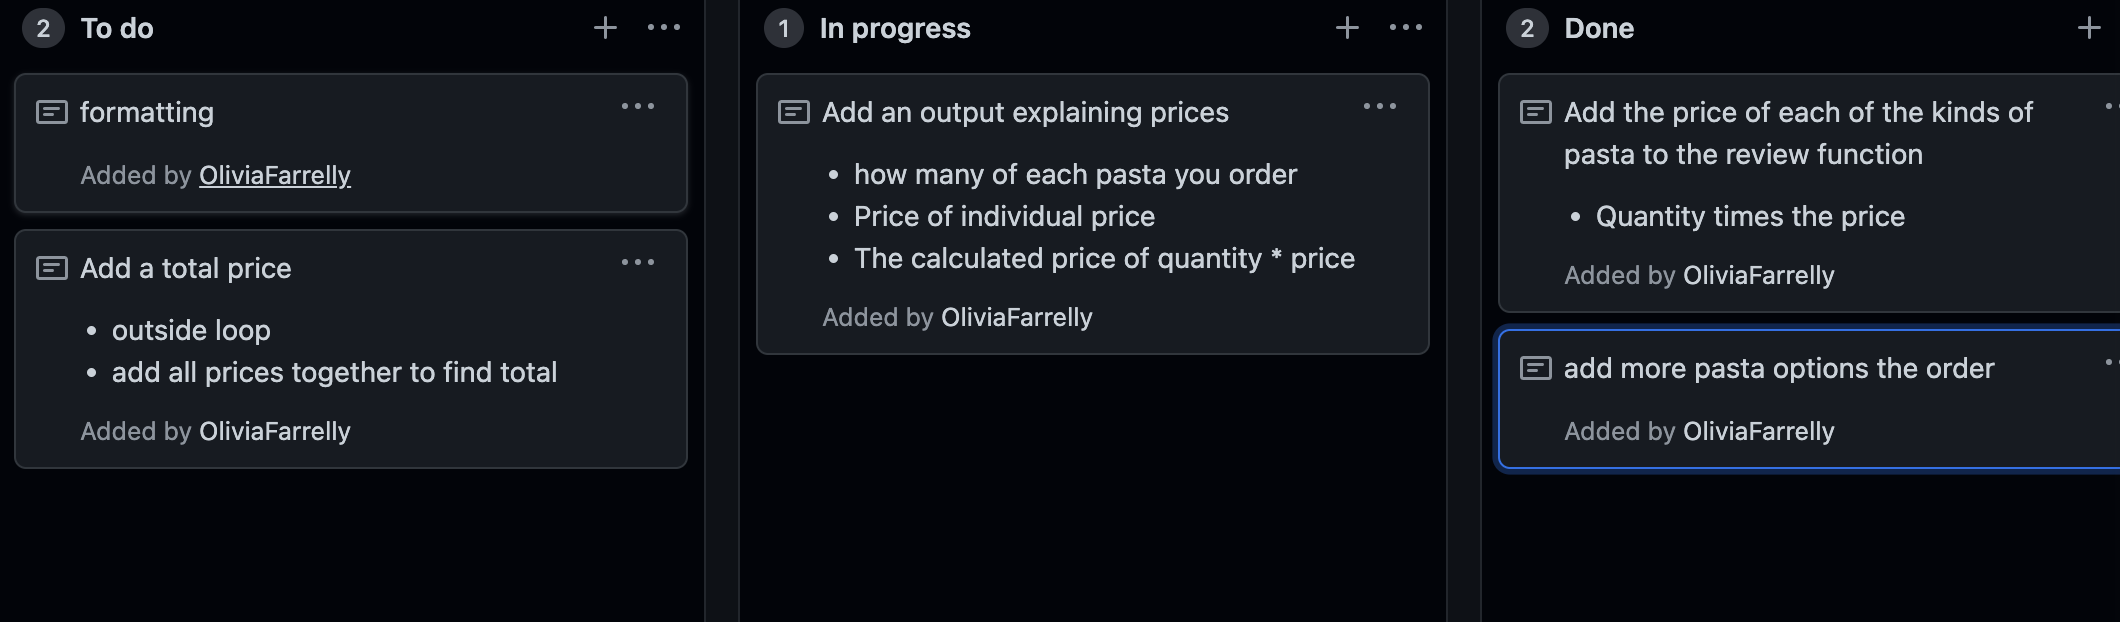 2 To do
formatting
Added by OliviaFarrelly
Add a total price
• outside loop
• add all prices together to find total
Added by OliviaFarrelly
1 In progress
Add an output explaining prices
• how many of each pasta you order
• Price of individual price
• The calculated price of quantity * price
Added by OliviaFarrelly
2 Done
Add the price of each of the kinds of
pasta to the review function
• Quantity times the price
Added by OliviaFarrelly
add more pasta options the order
Added by OliviaFarrelly